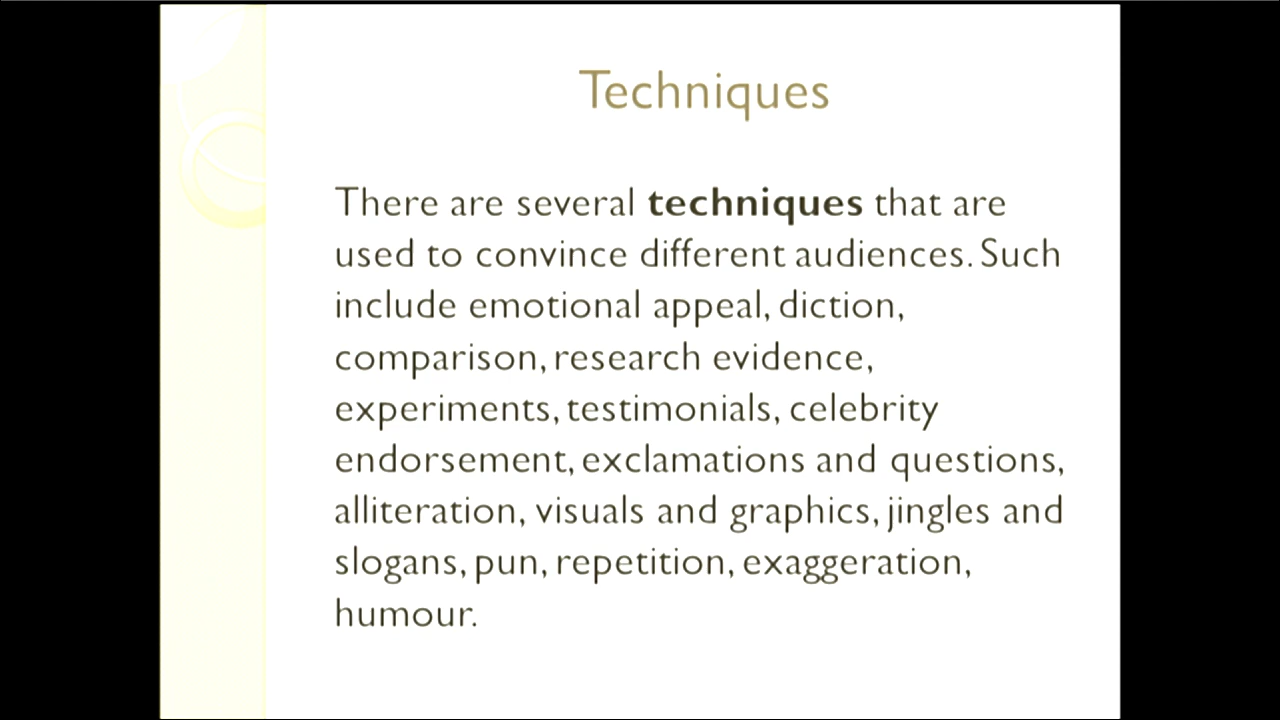 Techniques
There are several techniques that are
used to convince different audiences. Such
include emotional appeal, diction,
comparison, research evidence,
experiments, testimonials, celebrity
endorsement, exclamations and questions,
alliteration, visuals and graphics, jingles and
slogans, pun, repetition, exaggeration,
humour.